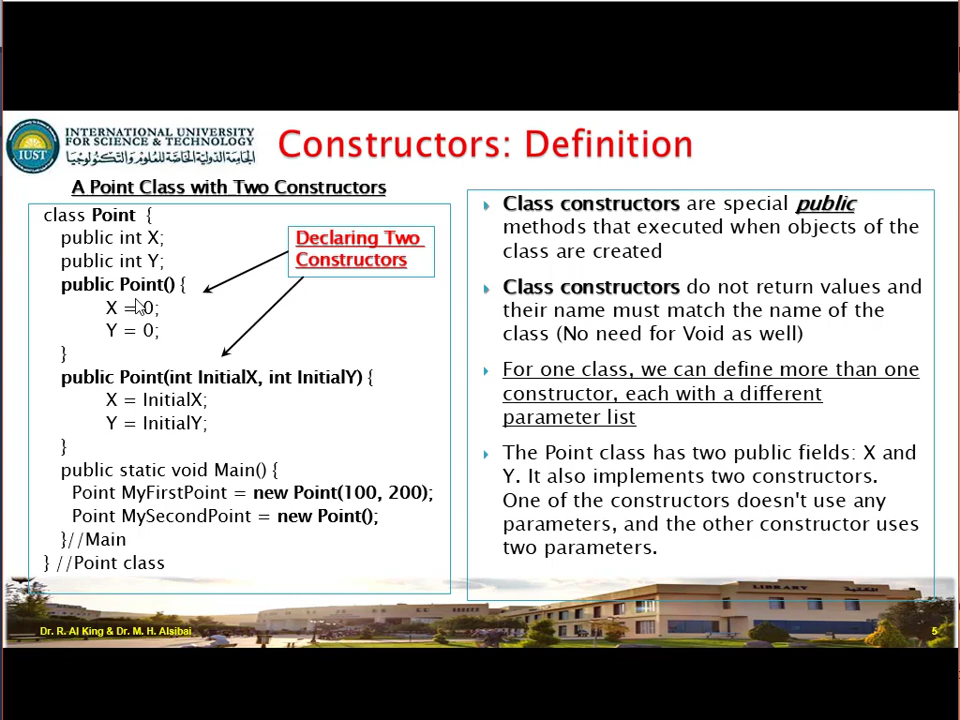 INTERNATIONAL UNIVERSITY
FOR SCIENCE & TECHNOLOGY
الجامعة الدولية الخاصة للعلوم والتكنولوجيا
IUST
Constructors: Definition
A Point Class with Two Constructors
class Point {
public int X;
public int Y;
public Point() {
X = 0;
Y = 0;
}
public Point(int InitialX, int InitialY) {
X = InitialX;
Y = InitialY;
}
public static void Main() {
Point MyFirstPoint = new Point(100, 200);
Point MySecondPoint = new Point();
}//Main
} //Point class
Declaring Two
Constructors
Class constructors are special public
methods that executed when objects of the
class are created
Class constructors do not return values and
their name must match the name of the
class (No need for Void as well)
For one class, we can define more than one
constructor, each with a different
parameter list
The Point class has two public fields: X and
Y. It also implements two constructors.
One of the constructors doesn't use any
parameters, and the other constructor uses
two parameters.
LIBRARY
Dr. R. Al King & Dr. M. H. Alsibai
5